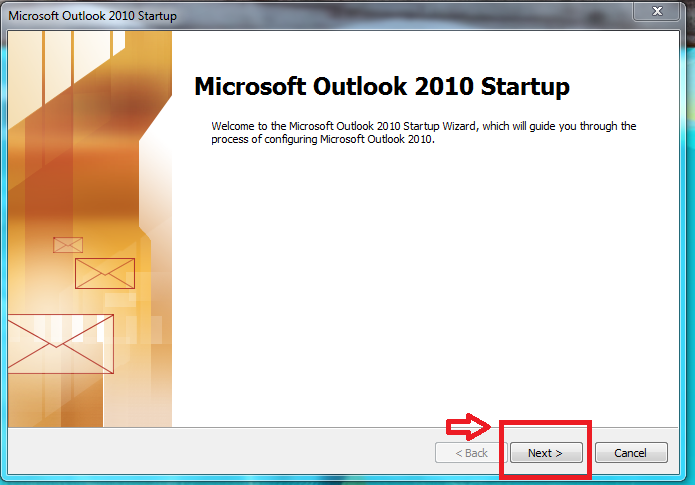 Microsoft Outlook 2010 Startup
Microsoft Outlook 2010 Startup
Welcome to the Microsoft Outlook 2010 Startup Wizard, which will guide you through the
process of configuring Microsoft Outlook 2010.
< Back
Next >
Cancel